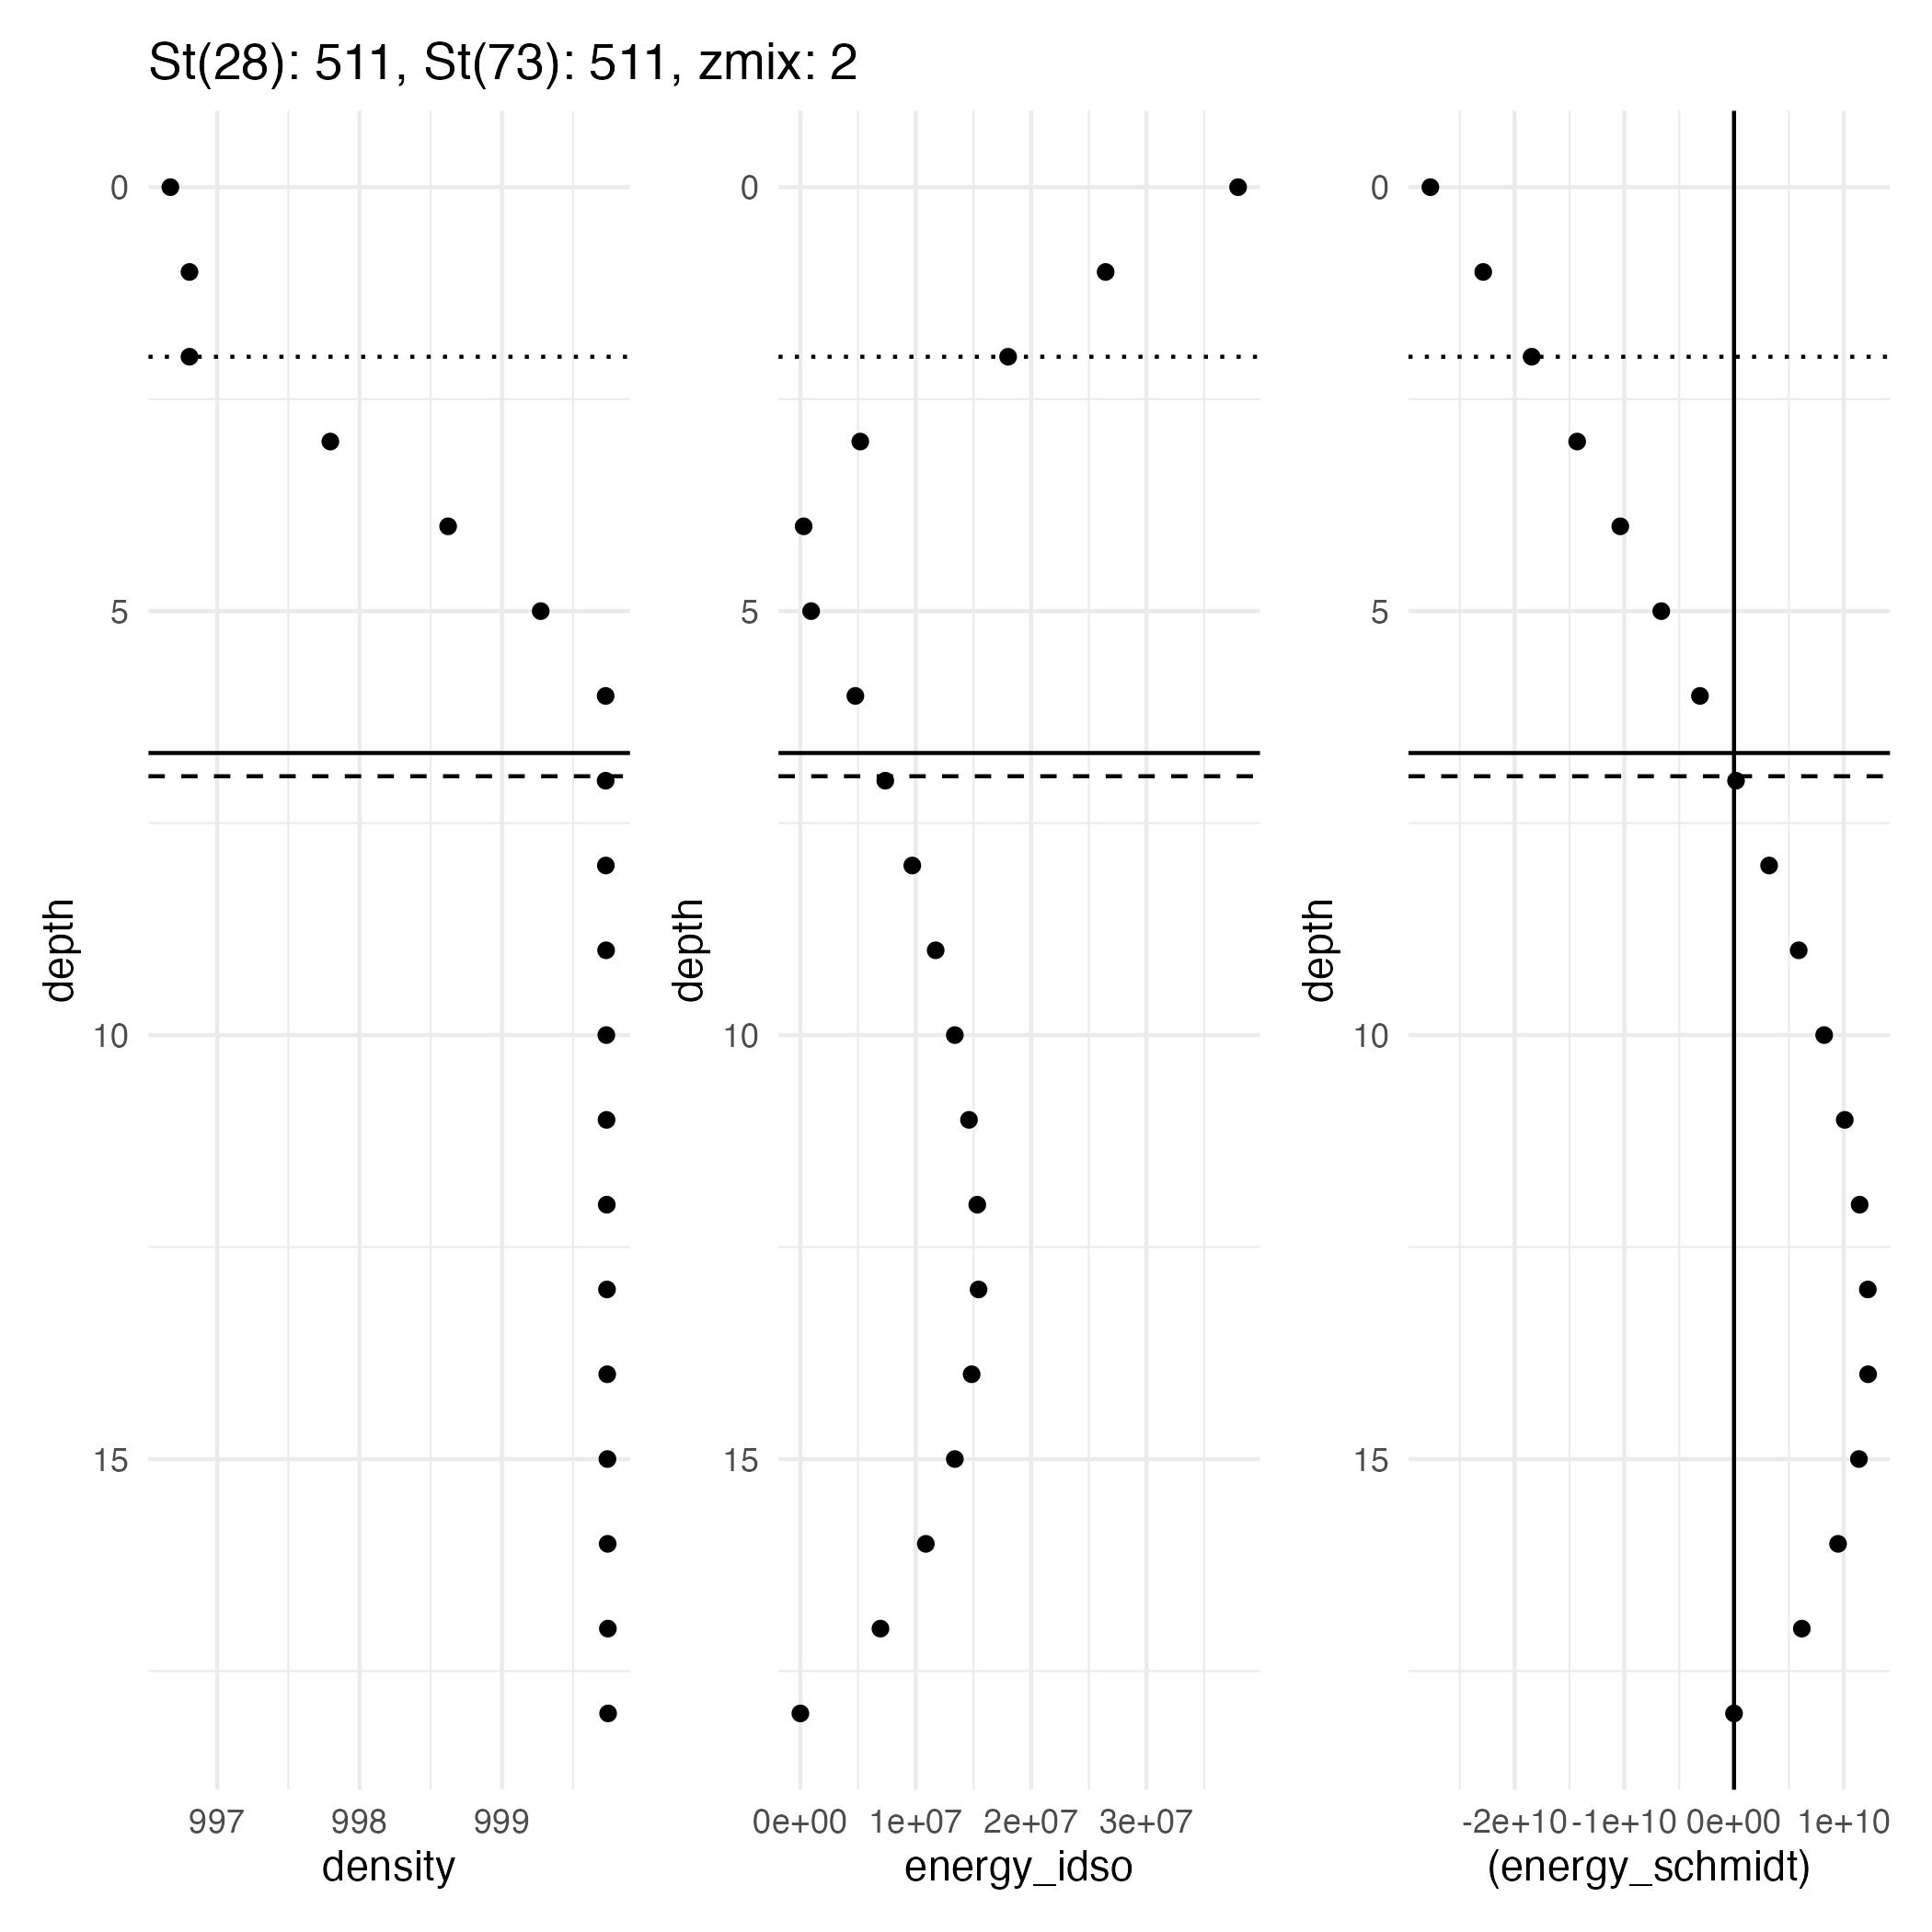 St(28): 511, St(73): 511, zmix: 2
0
5
10
15
depth
997 998 999
density
0
5
10
15
depth
0e+00 1e+07 2e+07 3e+07
energy_idso
0
5
10
15
depth
-2e+10 -1e+10 0e+00 1e+10
(energy_schmidt)